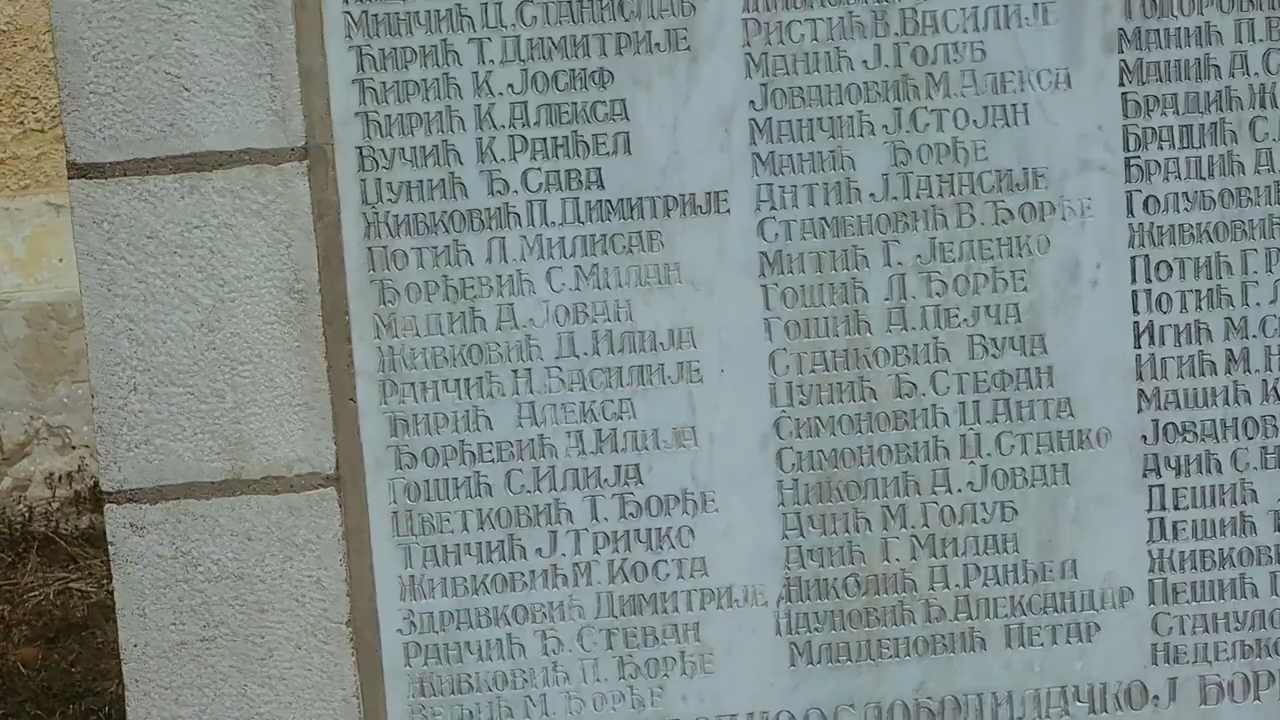 МИНЧИЋ Ц. СТАНИСЛАВ
ЋИРИЋ Т. ДИМИТРИЈЕ
ЋИРИЋ К. ЈОСИФ
ЋИРИЋ К. АЛЕКСА
ВУЧИЋ К. РАНЂЕЛ
ЦУНИЋ Ђ. САВА
ЖИВКОВИЋ П. ДИМИТРИЈЕ
ПОТИЋ Л. МИЛИСАВ
ЂОРЂЕВИЋ С. МИЛАН
МАДИЋ А. ЈОВАН
ЖИВКОВИЋ Д. ИЛИЈА
РАНЧИЋ Н. ВАСИЛИЈЕ
ЋИРИЋ АЛЕКСА
ЂОРЂЕВИЋ А. ИЛИЈА
ГОШИЋ С. ИЛИЈА
ЦВЕТКОВИЋ Т. ЂОРЂЕ
ТАНЧИЋ Ј. ТРИЧКО
ЖИВКОВИЋ М. КОСТА
ЗДРАВКОВИЋ ДИМИТРИЈЕ
РАНЧИЋ Ђ. СТЕВАН
ЖИВКОВИЋ П. ЂОРЂЕ
М. ЂОРЂЕ
РИСТИЋ В. ВАСИЛИЈЕ
МАНИЋ Ј. ГОЛУБ
ЈОВАНОВИЋ М. АЛЕКСА
МАНЧИЋ Ј. СТОЈАН
МАНИЋ ЂОРЂЕ
АНТИЋ Ј. ТАНАСИЈЕ
СТАМЕНОВИЋ В. ЂОРЂЕ
МИТИЋ Г. ЈЕЛЕНКО
ГОШИЋ Л. ЂОРЂЕ
ГОШИЋ А. ПЕЈЧА
СТАНКОВИЋ ВУЧА
ЦУНИЋ Ђ. СТЕФАН
СИМОНОВИЋ Ц. АНТА
СИМОНОВИЋ Ц. СТАНКО
НИКОЛИЋ А. ЈОВАН
АЧИЋ М. ГОЛУБ
АЧИЋ Г. МИЛАН
НИКОЛИЋ А. РАНЂЕЛ
НАУНОВИЋ Ђ. АЛЕКСАНДАР
МЛАДЕНОВИЋ ПЕТАР
МАНИЋ П.
МАНИЋ А. С
БРАДИЋ Ж
БРАДИЋ С.
БРАДИЋ А.
ГОЛУБОВИ
ЖИВКОВИЋ
ПОТИЋ Г. Р
ПОТИЋ Г.
ИГИЋ М. С
ИГИЋ М. Н
МАШИЋ К
ЈОВАНОВ
АЧИЋ С. Н
ДЕШИЋ
ДЕШИЋ
ЖИВКОВИ
ПЕШИЋ
СТАНУЛО
НЕДЕЉКО